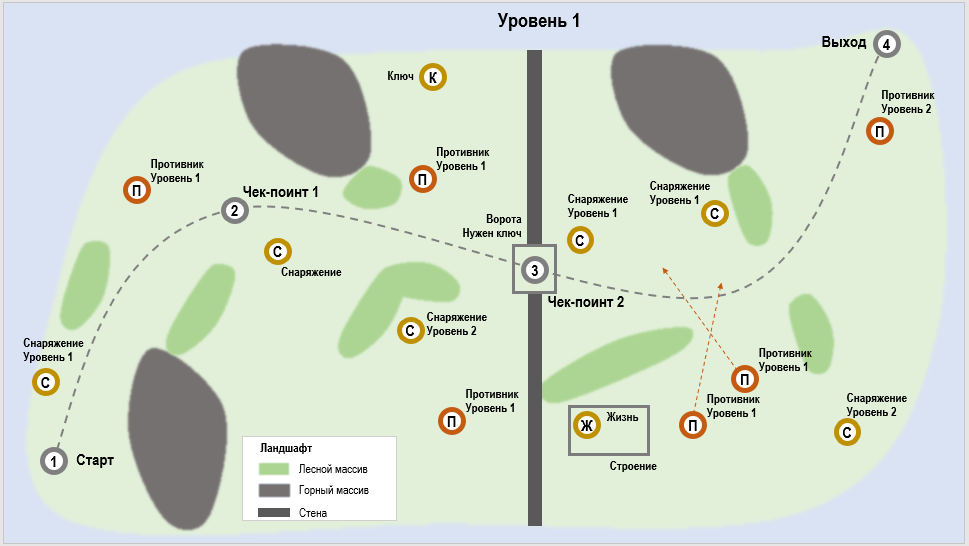 Уровень 1
Выход
4
Ключ
К
Противник
Уровень 2
П
Противник
Уровень 1
П
Противник
Уровень 1
П
Чек-поинт 1
2
Снаряжение
Уровень 1
С
Снаряжение
Уровень 1
С
Ворота
Нужен ключ
3
Чек-поинт 2
С
Снаряжение
Снаряжение
Уровень 2
С
Снаряжение
Уровень 1
С
Противник
Уровень 1
П
Противник
Уровень 1
П
Противник
Уровень 1
П
Снаряжение
Уровень 2
С
Ж
Жизнь
Строение
1
Старт
Ландшафт
Лесной массив
Горный массив
Стена